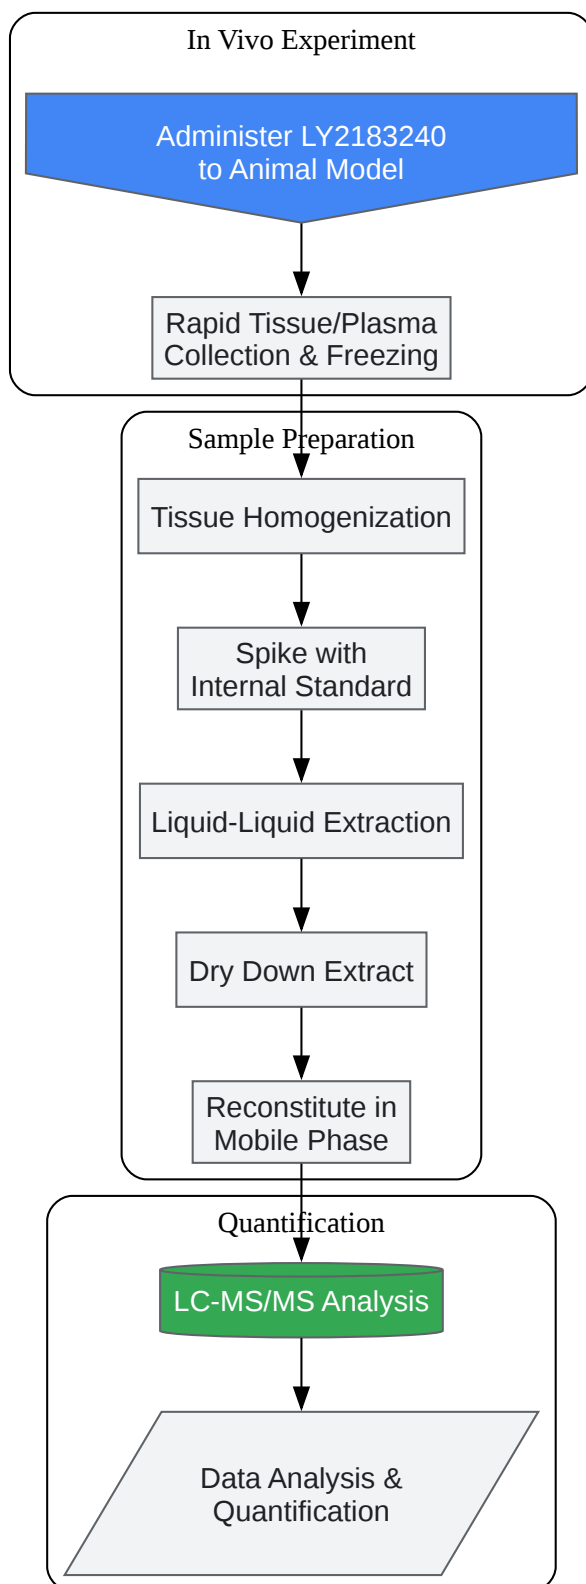 In Vivo Experiment
Administer LY2183240
to Animal Model
Rapid Tissue/Plasma
Collection & Freezing
Sample Preparation
Tissue Homogenization
Spike with
Internal Standard
Liquid-Liquid Extraction
Dry Down Extract
Reconstitute in
Mobile Phase
Quantification
LC-MS/MS Analysis
Data Analysis &
Quantification